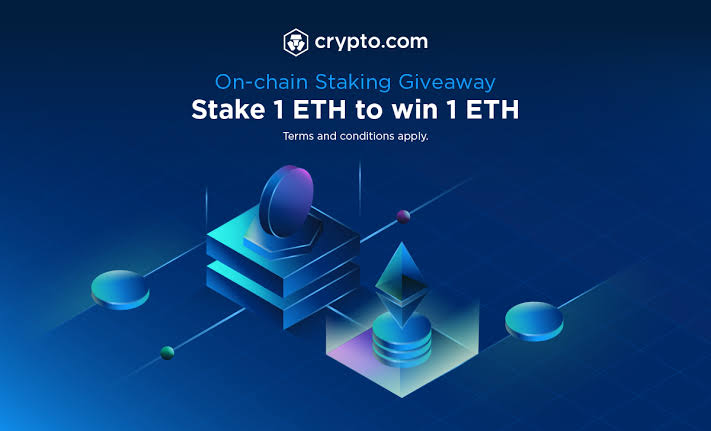 crypto.com
On-chain Staking Giveaway
Stake 1 ETH to win 1 ETH
Terms and conditions apply.